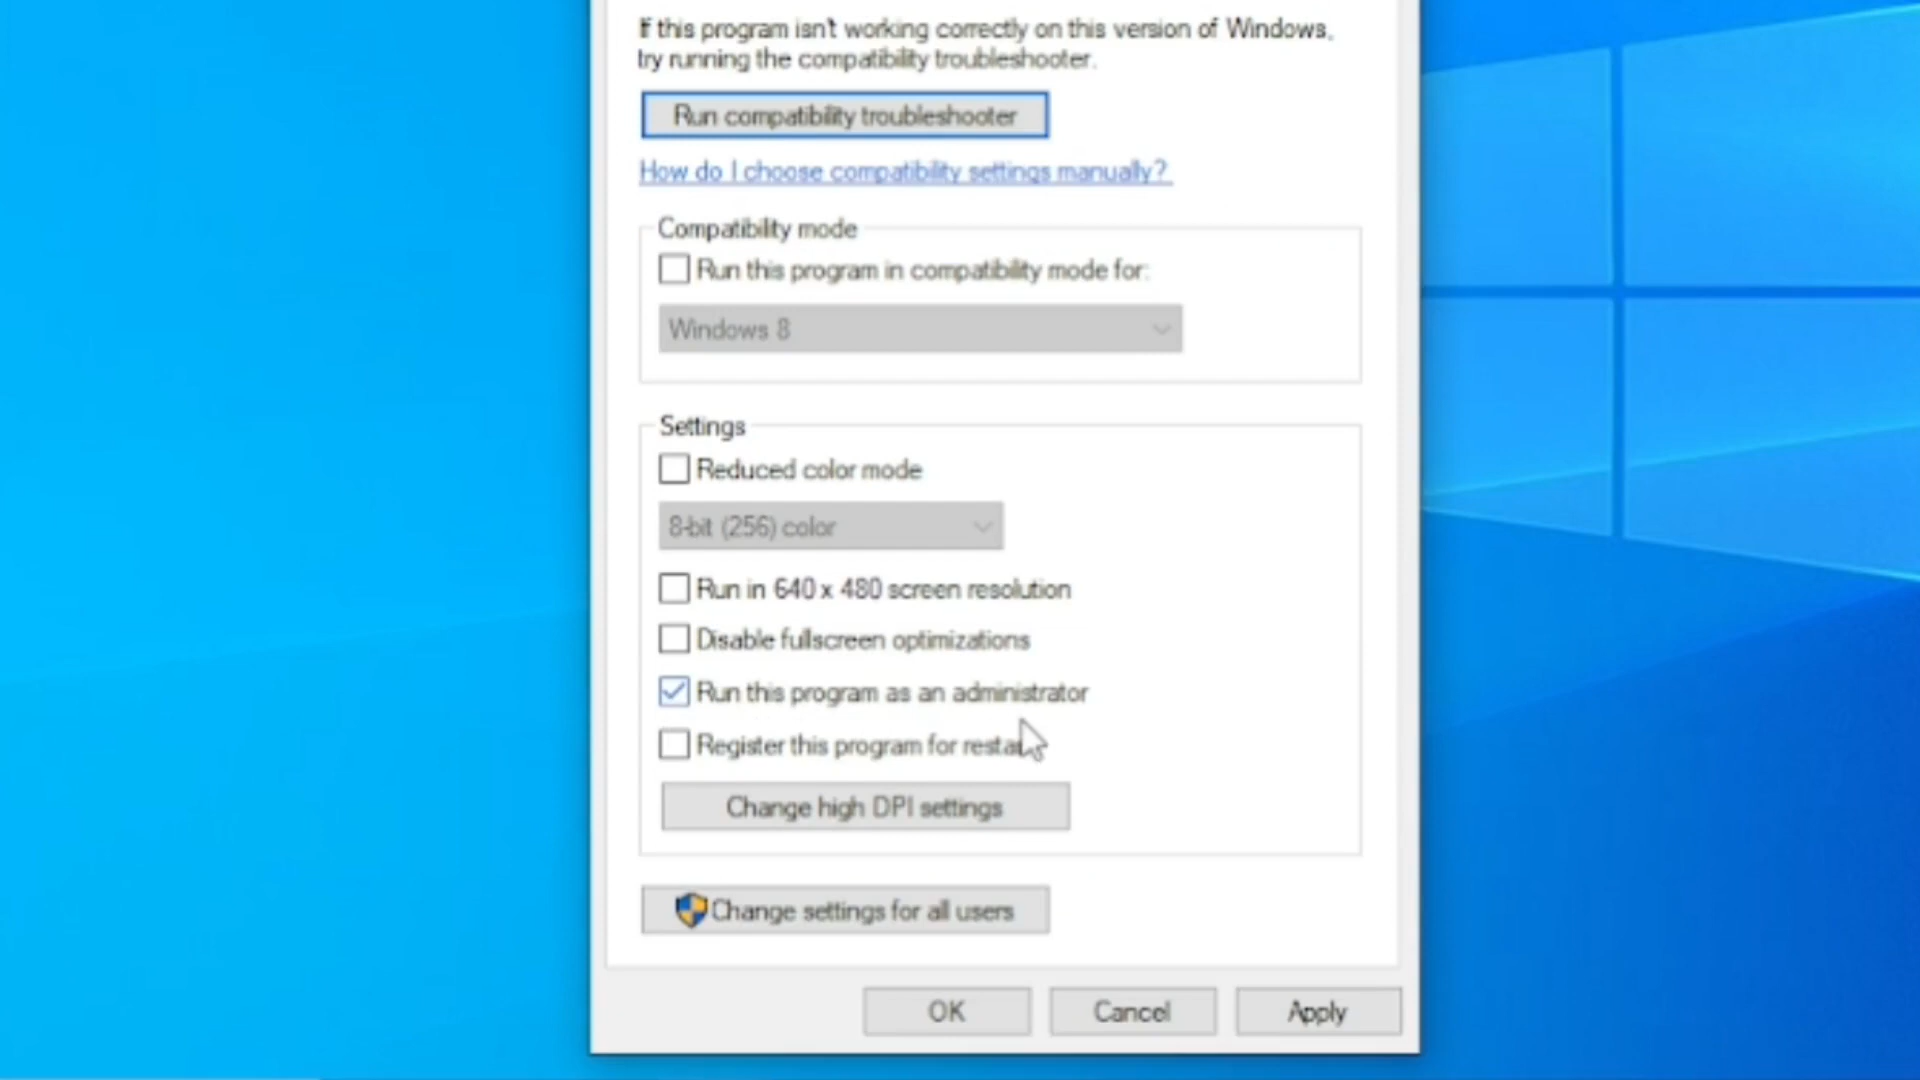 If this program isn't working correctly on this version of Windows,
try running the compatibility troubleshooter.
Run compatibility troubleshooter
How do I choose compatibility settings manually?
Compatibility mode
Run this program in compatibility mode for:
Windows 8
Settings
Reduced color mode
8-bit (256) color
Run in 640 x 480 screen resolution
Disable fullscreen optimizations
Run this program as an administrator
Register this program for
Change high DPI settings
Change settings for all users
OK Cancel Apply